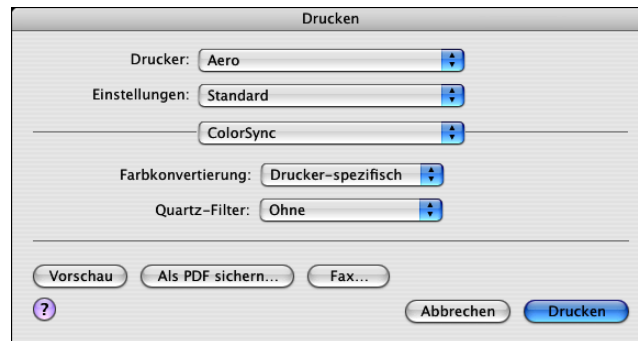 Drucken
Drucker: Aero
Einstellungen: Standard
ColorSync
Farbkonvertierung: Drucker-spezifisch
Quartz-Filter: Ohne
Vorschau Als PDF sichern... Fax...
? Abbrechen Drucken